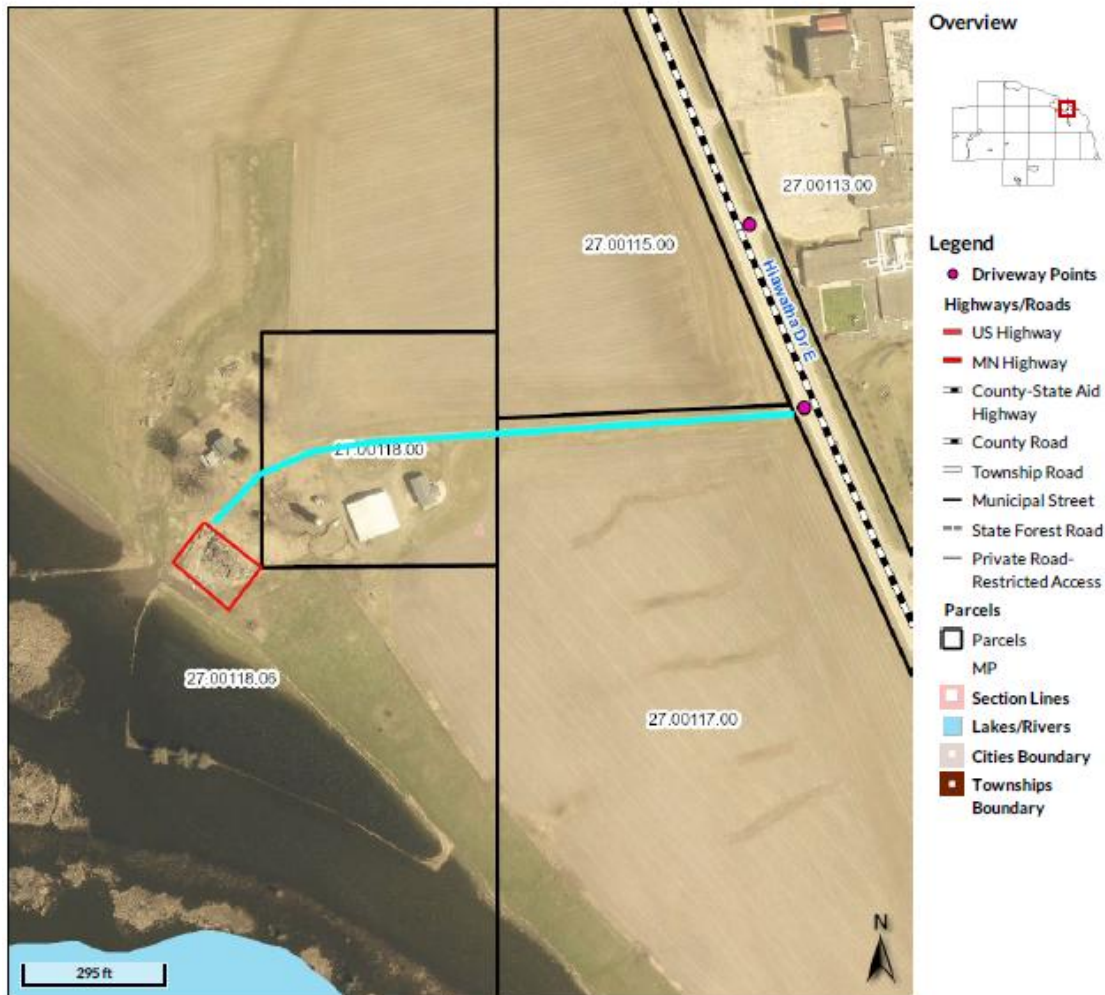 Overview
27.00113.00
27.00115.00
Hiawatha Dr E
27.00118.00
27.00118.06
27.00117.00
N
295 ft
Legend
Driveway Points
Highways/Roads
US Highway
MN Highway
County-State Aid
Highway
County Road
Township Road
Municipal Street
State Forest Road
Private Road-
Restricted Access
Parcels
Parcels
MP
Section Lines
Lakes/Rivers
Cities Boundary
Townships
Boundary